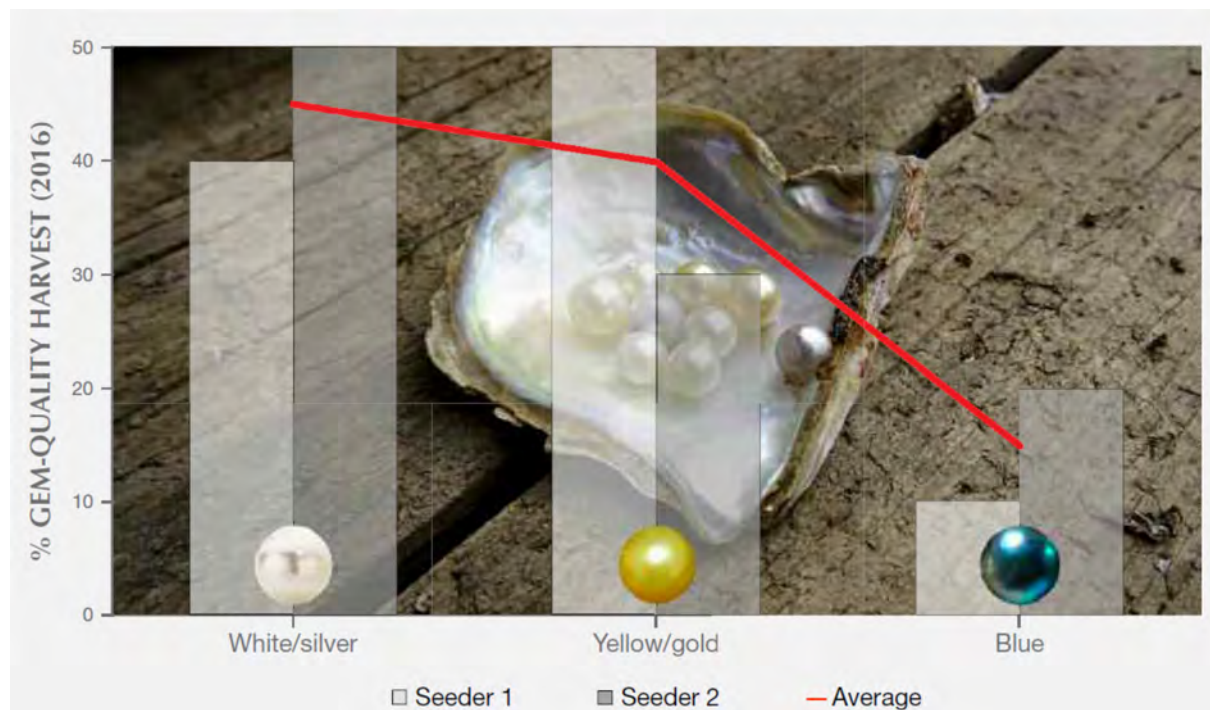 % GEM-QUALITY HARVEST (2016)
50
40
30
20
10
0
White/silver
Yellow/gold
Blue
Seeder 1
Seeder 2
Average